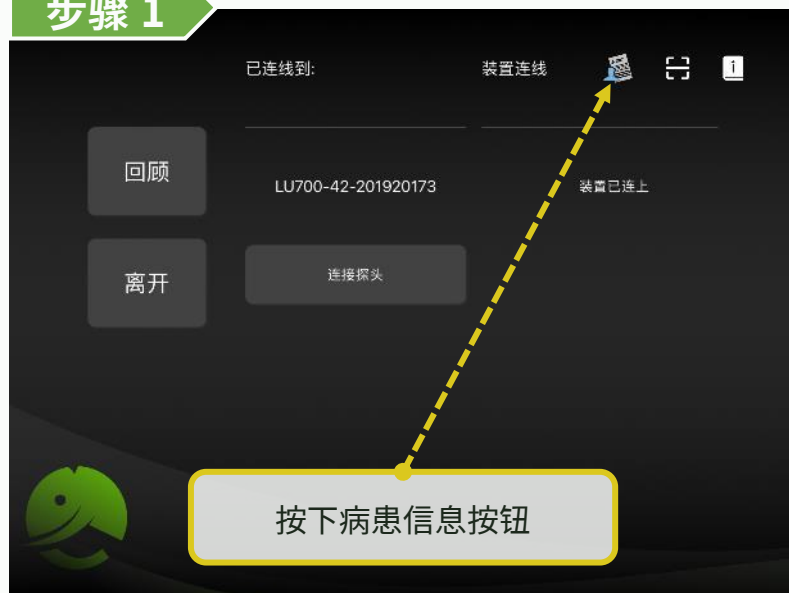 步骤 1
已连线到:
装置连线
回顾
LU700-42-201920173
装置已连上
离开
连接探头
按下病患信息按钮